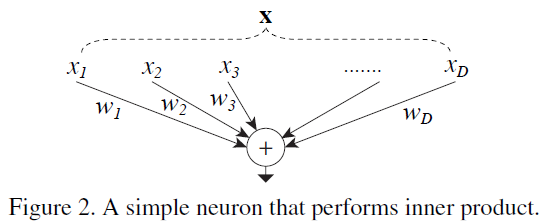 x
x1 x2 x3 ....... xD
w1 w2 w3 wD
+
Figure 2. A simple neuron that performs inner product.